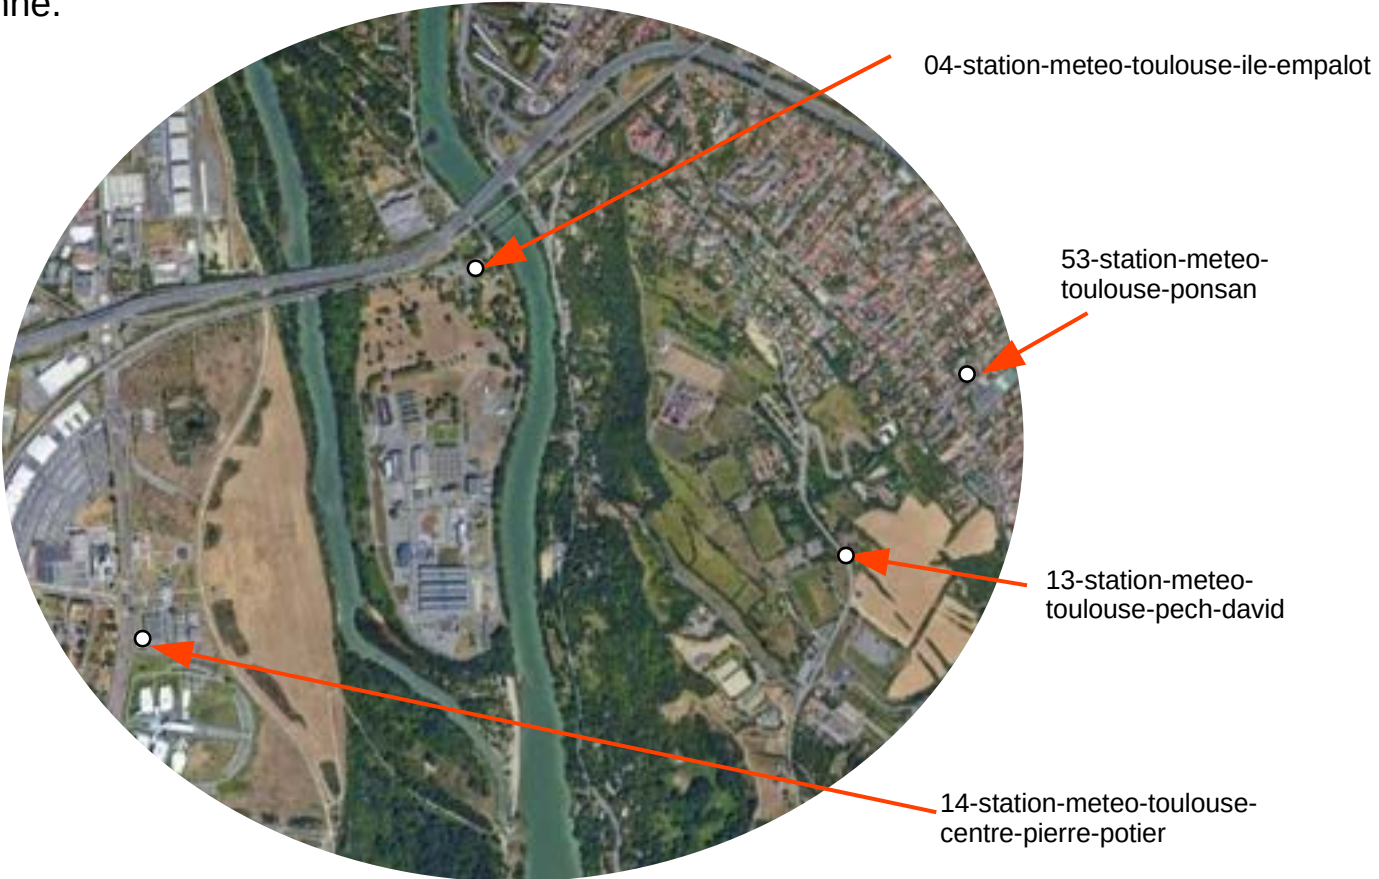 nne.
04-station-meteo-toulouse-ile-empalot
53-station-meteo-
toulouse-ponsan
13-station-meteo-
toulouse-pech-david
14-station-meteo-toulouse-
centre-pierre-potier